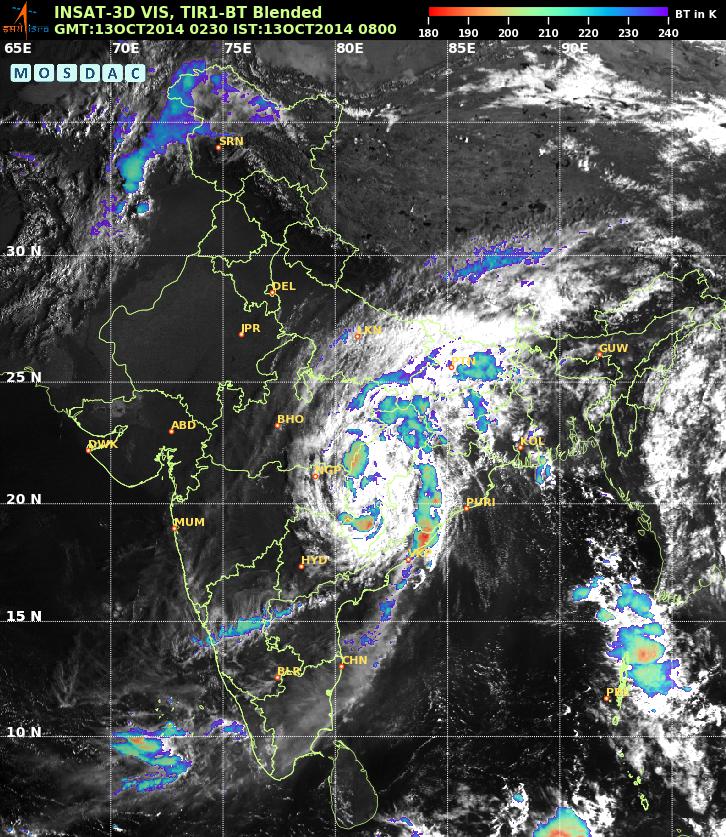 INSAT-3D VIS, TIR1-BT Blended
GMT:13OCT2014 0230 IST:13OCT2014 0800
BT in K
180 190 200 210 220 230 240
65E 70E 75E 80E 85E 90E
MOSDAC
SRN
30 N
DEL
JPR
LKN
GUW
PTN
25 N
ABD
BHO
DWK
KOL
NGP
20 N
PURI
MUM
HYD
15 N
CHN
BLR
10 N